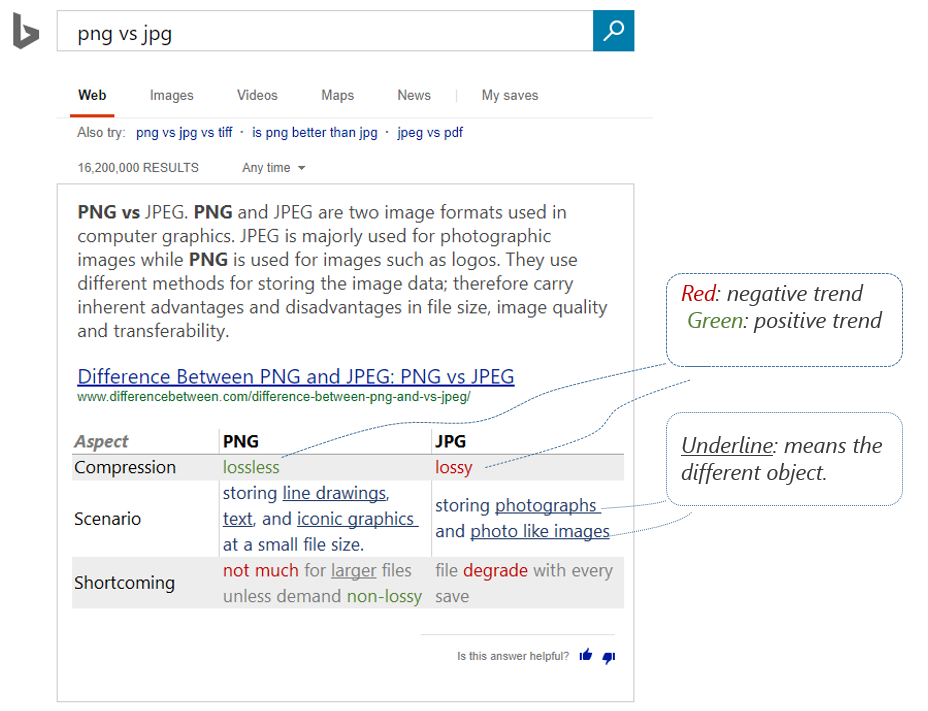 png vs jpg
Web Images Videos Maps News | My saves
Also try: png vs jpg vs tiff · is png better than jpg · jpeg vs pdf
16,200,000 RESULTS Any time
PNG vs JPEG. PNG and JPEG are two image formats used in
computer graphics. JPEG is majorly used for photographic
images while PNG is used for images such as logos. They use
different methods for storing the image data; therefore carry
inherent advantages and disadvantages in file size, image quality
and transferability.
Difference Between PNG and JPEG: PNG vs JPEG
www.differencebetween.com/difference-between-png-and-vs-jpeg/
Aspect PNG JPG
Compression lossless lossy
Scenario
storing line drawings,
text, and iconic graphics
at a small file size.
storing photographs
and photo like images
Shortcoming
not much for larger files
unless demand non-lossy
file degrade with every
save
Is this answer helpful?
Red: negative trend
Green: positive trend
Underline: means the
different object.